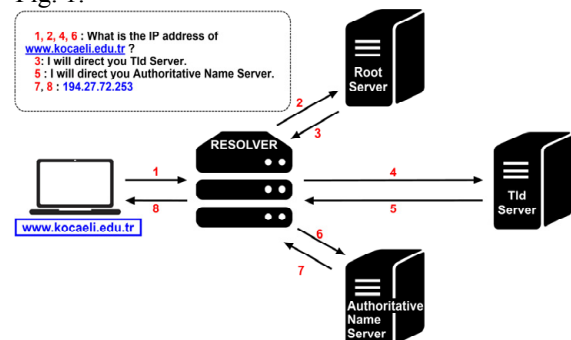 Fig. 1.
1, 2, 4, 6 : What is the IP address of
www.kocaeli.edu.tr ?
3: I will direct you Tld Server.
5 : I will direct you Authoritative Name Server.
7, 8 : 194.27.72.253
Root
Server
2
3
RESOLVER
1
8
www.kocaeli.edu.tr
4
5
Tld
Server
6
7
Authoritative
Name
Server